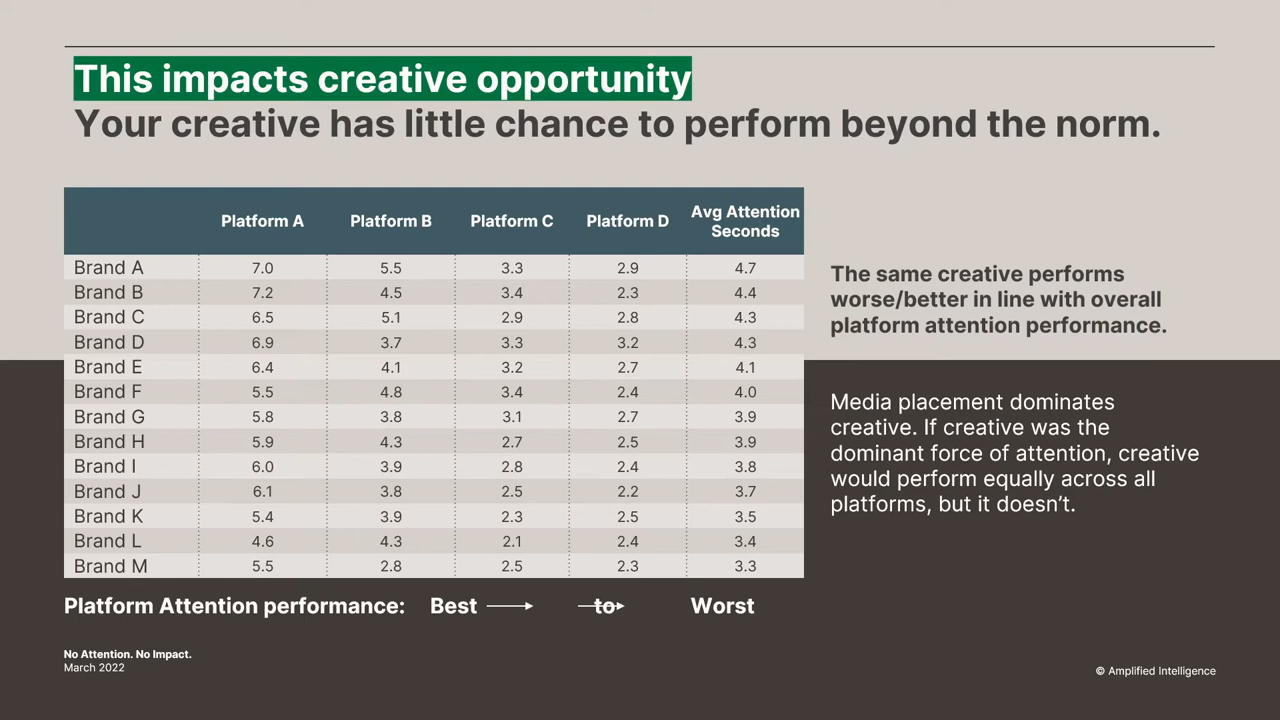 This impacts creative opportunity
Your creative has little chance to perform beyond the norm.
Platform A Platform B Platform C Platform D Avg Attention Seconds
Brand A 7.0 5.5 3.3 2.9 4.7
Brand B 7.2 4.5 3.4 2.3 4.4
Brand C 6.5 5.1 2.9 2.8 4.3
Brand D 6.9 3.7 3.3 3.2 4.3
Brand E 6.4 4.1 3.2 2.7 4.1
Brand F 5.5 4.8 3.4 2.4 4.0
Brand G 5.8 3.8 3.1 2.7 3.9
Brand H 5.9 4.3 2.7 2.5 3.9
Brand I 6.0 3.9 2.8 2.4 3.8
Brand J 6.1 3.8 2.5 2.2 3.7
Brand K 5.4 3.9 2.3 2.5 3.5
Brand L 4.6 4.3 2.1 2.4 3.4
Brand M 5.5 2.8 2.5 2.3 3.3
Platform Attention performance: Best to Worst
The same creative performs
worse/better in line with overall
platform attention performance.
Media placement dominates
creative. If creative was the
dominant force of attention, creative
would perform equally across all
platforms, but it doesn't.
No Attention. No Impact.
March 2022
© Amplified Intelligence